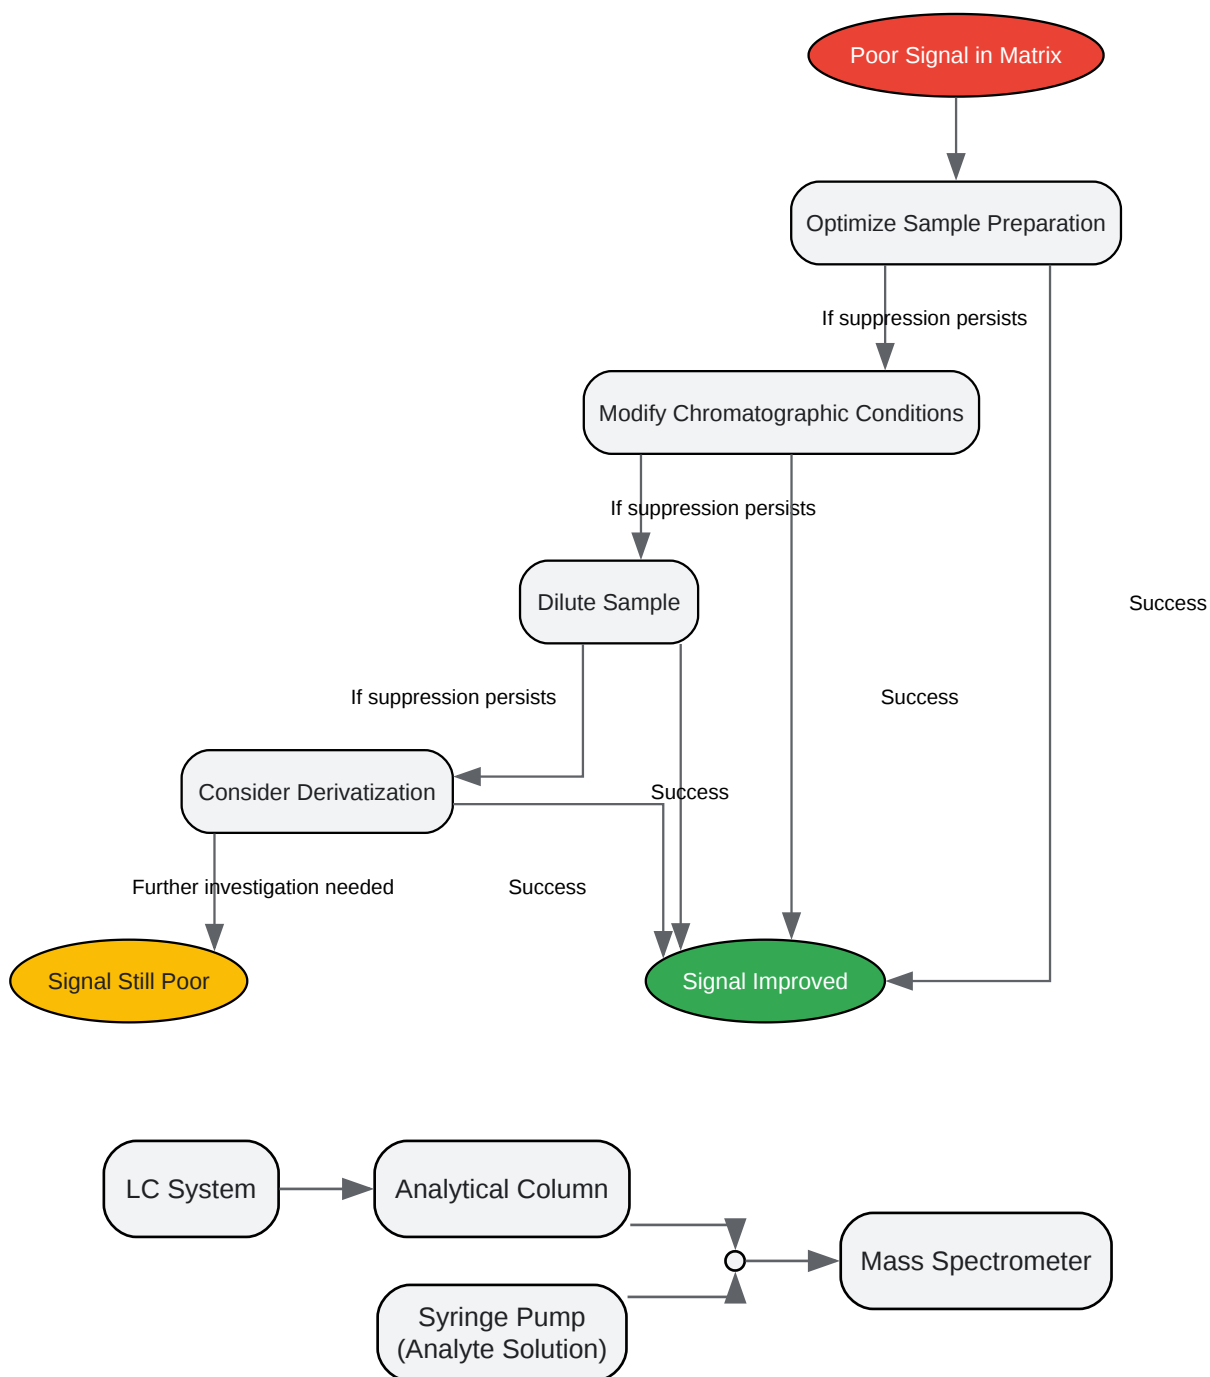 Poor Signal in Matrix
Optimize Sample Preparation
If suppression persists
Modify Chromatographic Conditions
If suppression persists
Dilute Sample
Success
If suppression persists
Success
Consider Derivatization
Success
Further investigation needed
Success
Signal Still Poor
Signal Improved
LC System
Analytical Column
Mass Spectrometer
Syringe Pump
(Analyte Solution)